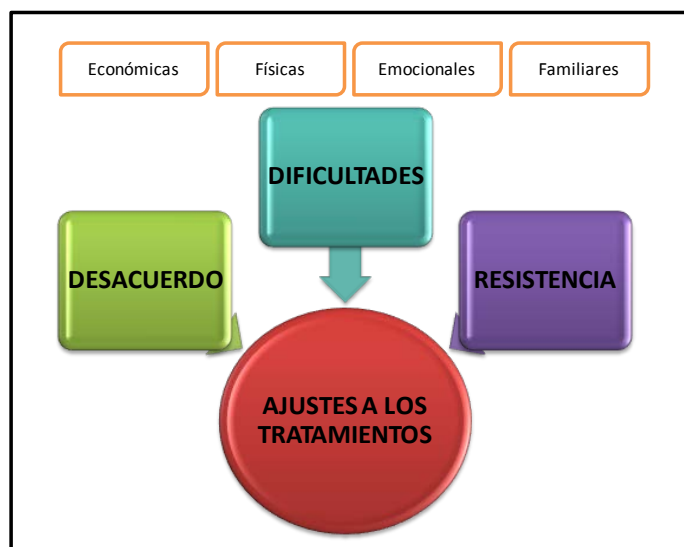 Económicas
Físicas
Emocionales
Familiares
DIFICULTADES
DESACUERDO
RESISTENCIA
AJUSTES A LOS
TRATAMIENTOS